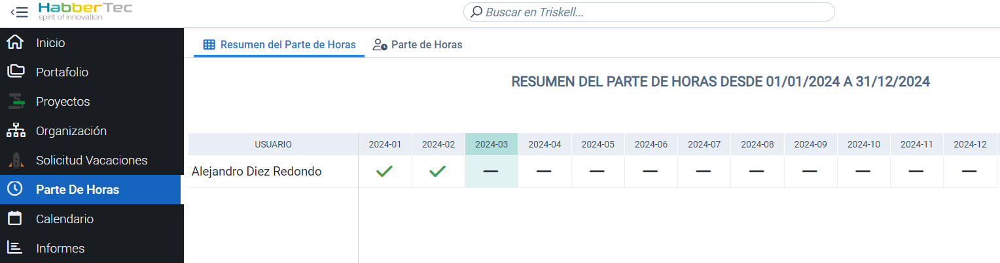 HabberTec
spirit of innovation
Buscar en Triskell...
Inicio
Portafolio
Proyectos
Organización
Solicitud Vacaciones
Parte De Horas
Calendario
Informes
Resumen del Parte de Horas Parte de Horas
RESUMEN DEL PARTE DE HORAS DESDE 01/01/2024 A 31/12/2024
USUARIO 2024-01 2024-02 2024-03 2024-04 2024-05 2024-06 2024-07 2024-08 2024-09 2024-10 2024-11 2024-12
Alejandro Diez Redondo